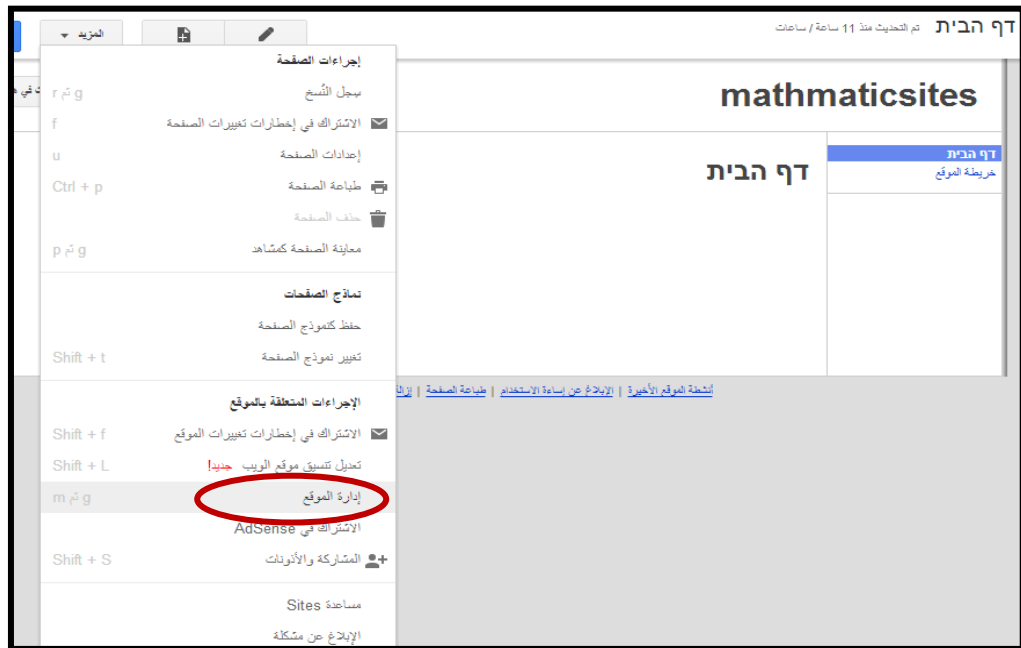 דף הבית تم التحديث منذ 11 ساعة / ساعات
المزيد
mathmaticsites
דף הבית
خريطة الموقع
דף הבית
أنشطة الموقع الأخيرة | الإبلاغ عن إساءة الاستخدام | طباعة الصفحة |
إجراءات الصفحة
سجل النُسخ g ثم r
الاشتراك في إخطارات تغييرات الصفحة f
إعدادات الصفحة u
طباعة الصفحة Ctrl + p
حذف الصفحة
معاينة الصفحة كمشاهد g ثم p
نماذج الصفحات
حفظ كنموذج الصفحة
تغيير نموذج الصفحة Shift + t
الإجراءات المتعلقة بالموقع
الاشتراك في إخطارات تغييرات الموقع Shift + f
تعديل تنسيق موقع الويب جديد! Shift + L
إدارة الموقع g ثم m
الاشتراك في AdSense
المشاركة والأذونات Shift + S
مساعدة Sites
الإبلاغ عن مشكلة